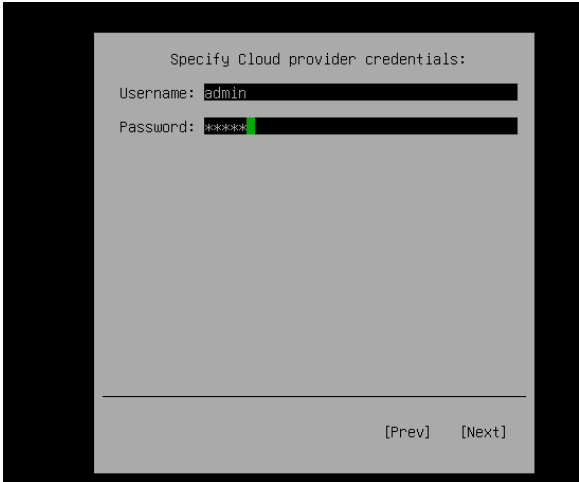 Specify Cloud provider credentials:
Username: admin
Password: *****
[Prev] [Next]